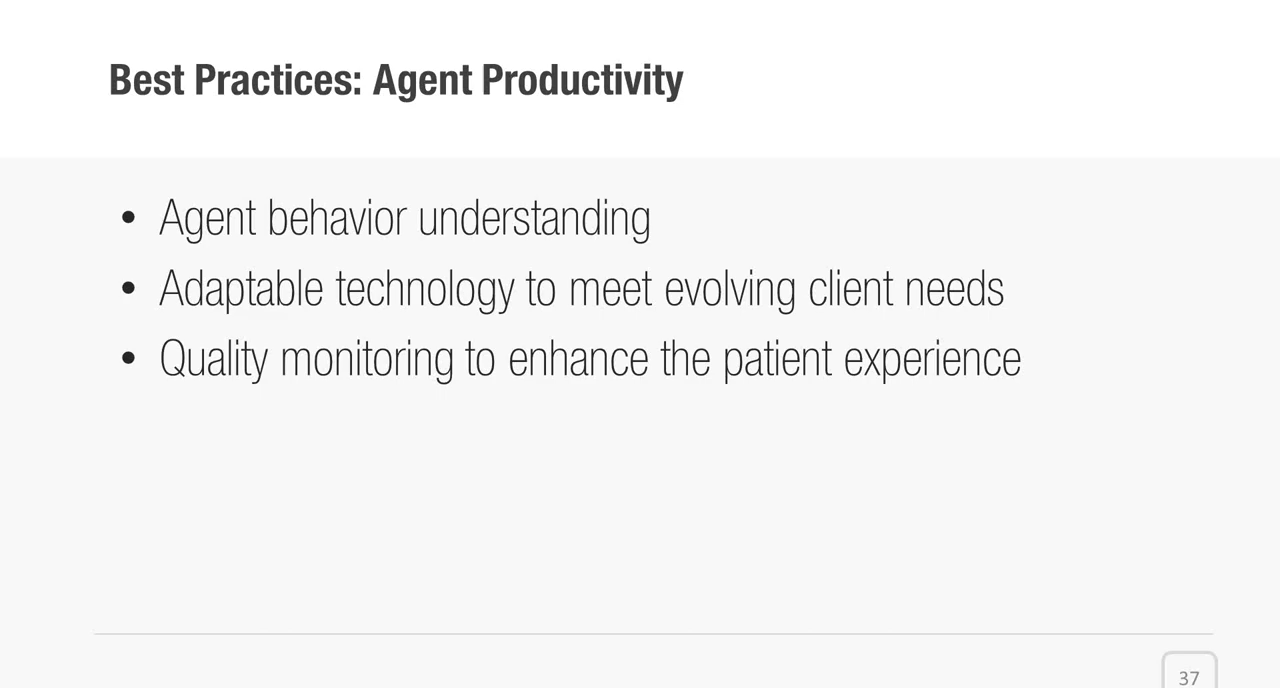 Best Practices: Agent Productivity
• Agent behavior understanding
• Adaptable technology to meet evolving client needs
• Quality monitoring to enhance the patient experience
37